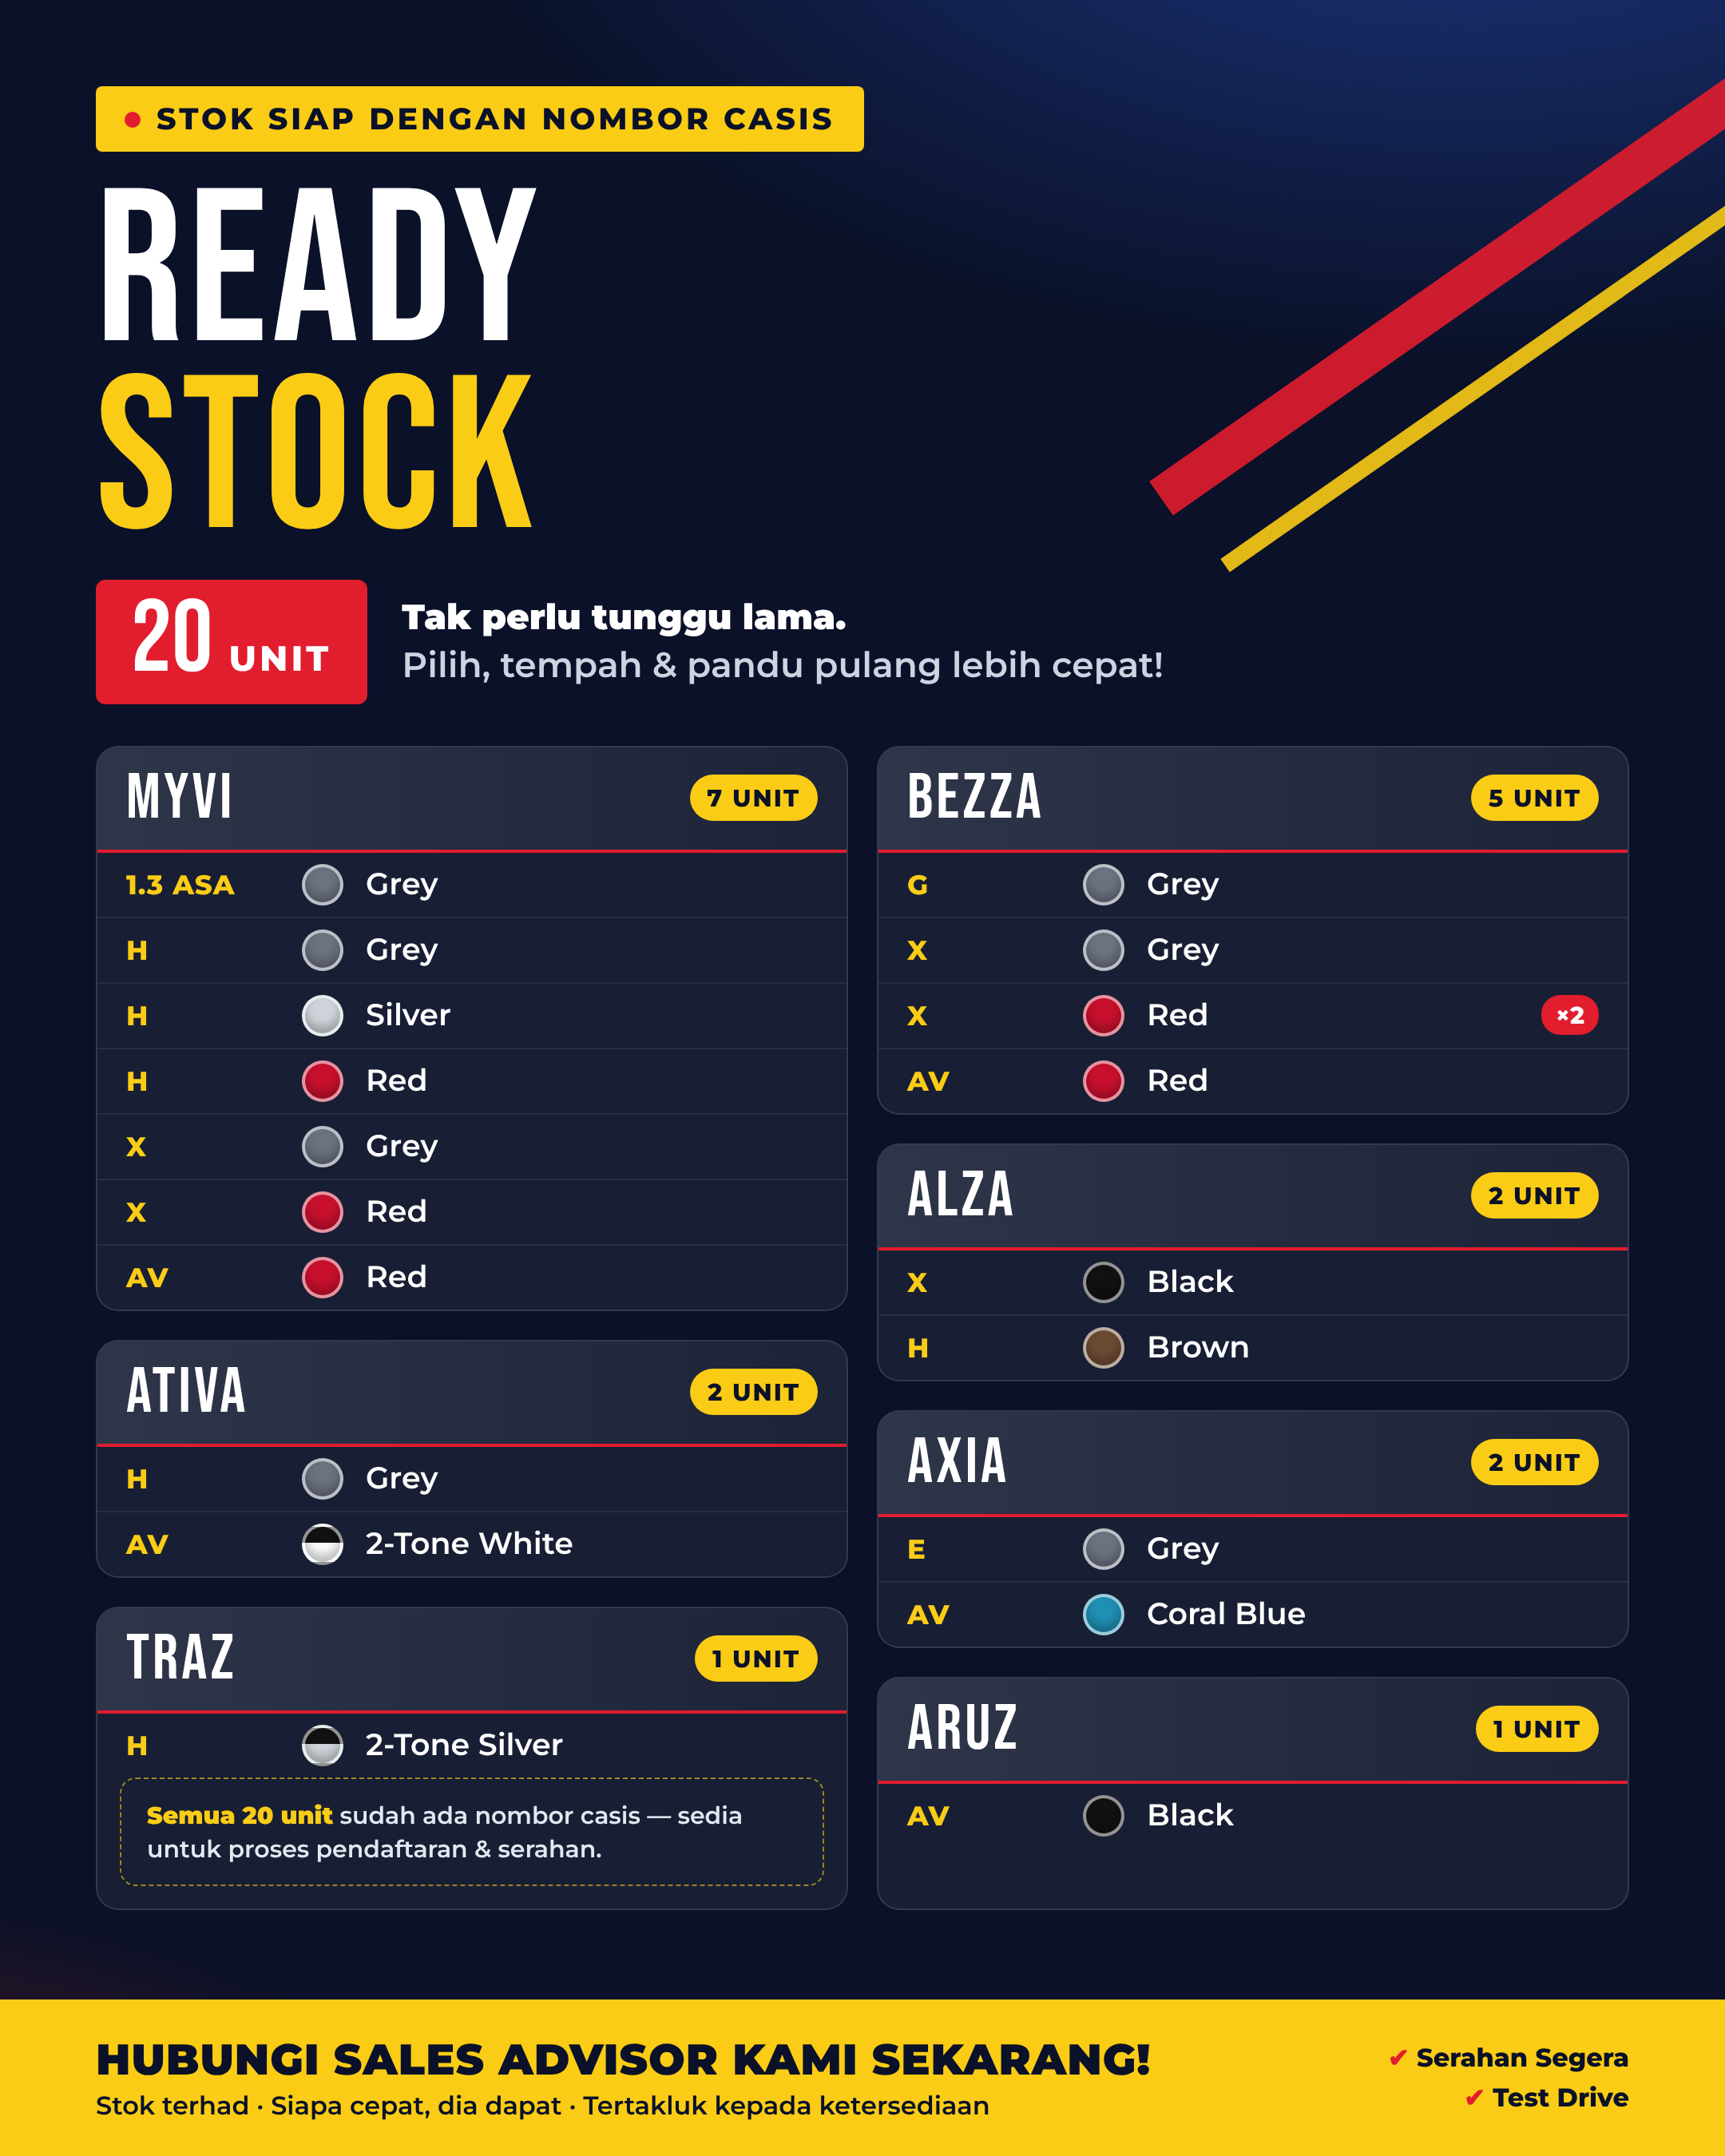 STOK SIAP DENGAN NOMBOR CASIS
READY
STOCK
20 UNIT
Tak perlu tunggu lama.
Pilih, tempah & pandu pulang lebih cepat!
MYVI 7 UNIT
1.3 ASA Grey
H Grey
H Silver
H Red
X Grey
X Red
AV Red
ATIVA 2 UNIT
H Grey
AV 2-Tone White
TRAZ 1 UNIT
H 2-Tone Silver
Semua 20 unit sudah ada nombor casis — sedia
untuk proses pendaftaran & serahan.
BEZZA 5 UNIT
G Grey
X Grey
X Red ×2
AV Red
ALZA 2 UNIT
X Black
H Brown
AXIA 2 UNIT
E Grey
AV Coral Blue
ARUZ 1 UNIT
AV Black
HUBUNGI SALES ADVISOR KAMI SEKARANG!
Stok terhad · Siapa cepat, dia dapat · Tertakluk kepada ketersediaan
✔ Serahan Segera
✔ Test Drive